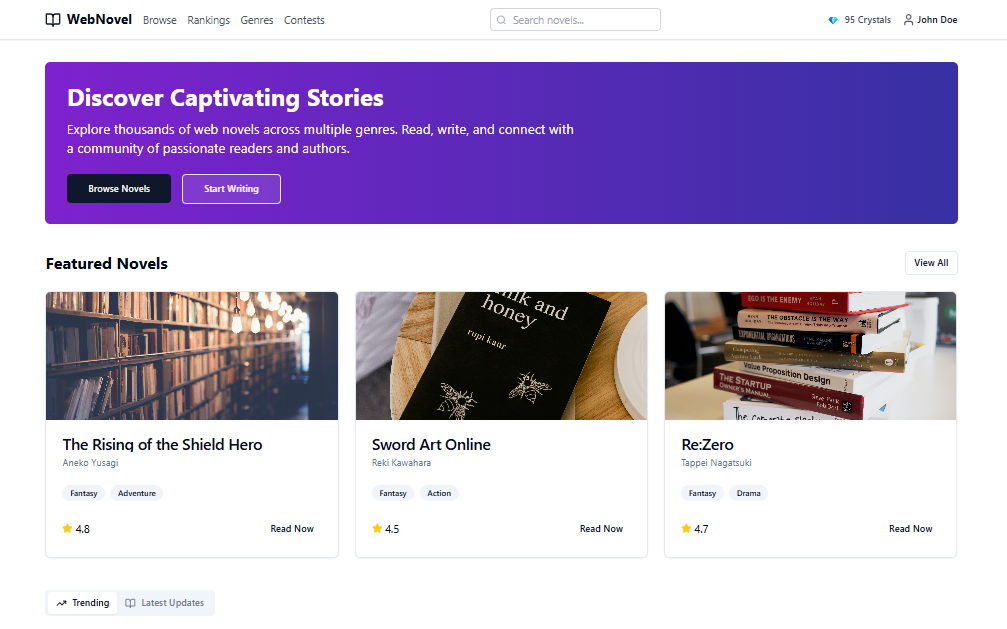 WebNovel Browse Rankings Genres Contests Search novels... 95 Crystals John Doe
Discover Captivating Stories
Explore thousands of web novels across multiple genres. Read, write, and connect with
a community of passionate readers and authors.
Browse Novels Start Writing
Featured Novels View All
milk and
honey
rupi kaur
EGO IS THE ENEMY
THE OBSTACLE IS THE WAY
Value Proposition Design
THE STARTUP
OWNER'S MANUAL
The Rising of the Shield Hero
Aneko Yusagi
Fantasy Adventure
4.8 Read Now
Sword Art Online
Reki Kawahara
Fantasy Action
4.5 Read Now
Re:Zero
Tappei Nagatsuki
Fantasy Drama
4.7 Read Now
Trending Latest Updates